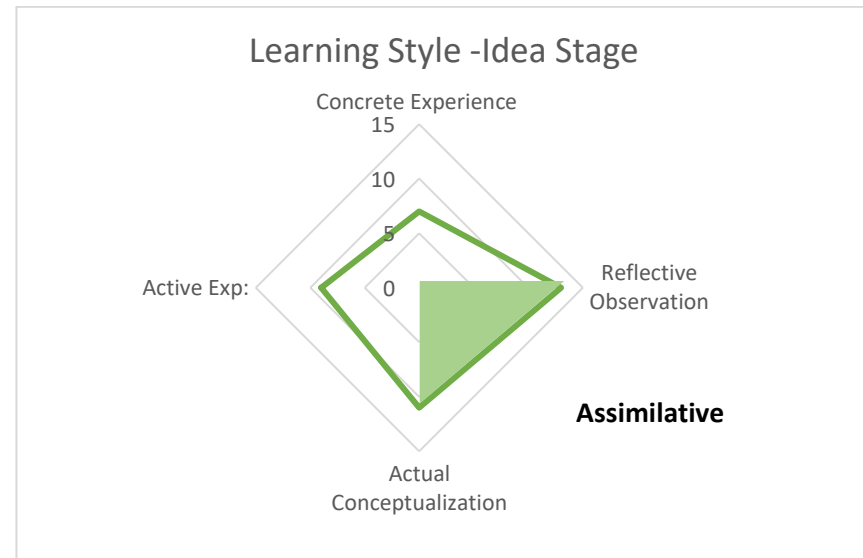 Learning Style -Idea Stage
Concrete Experience
15
10
5
0
Active Exp:
Reflective
Observation
Assimilative
Actual
Conceptualization